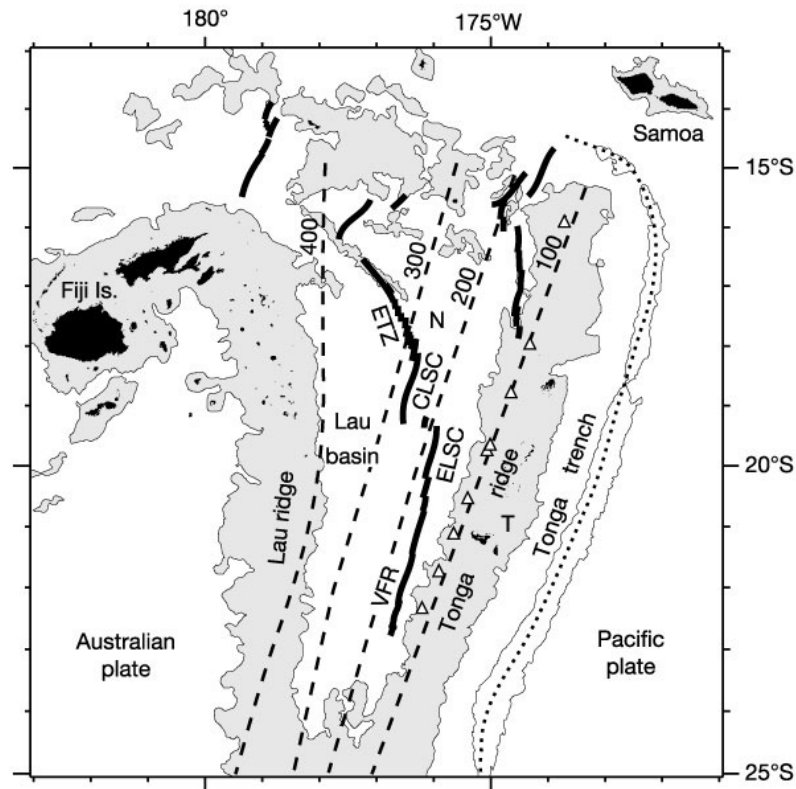 180°
175°W
Samoa
15°S
400
300
200
100
Fiji Is.
ETZ
N
CLSC
Lau
basin
ELSC
ridge
Tonga trench
20°S
Lau ridge
T
VFR
Tonga
Australian
plate
Pacific
plate
25°S